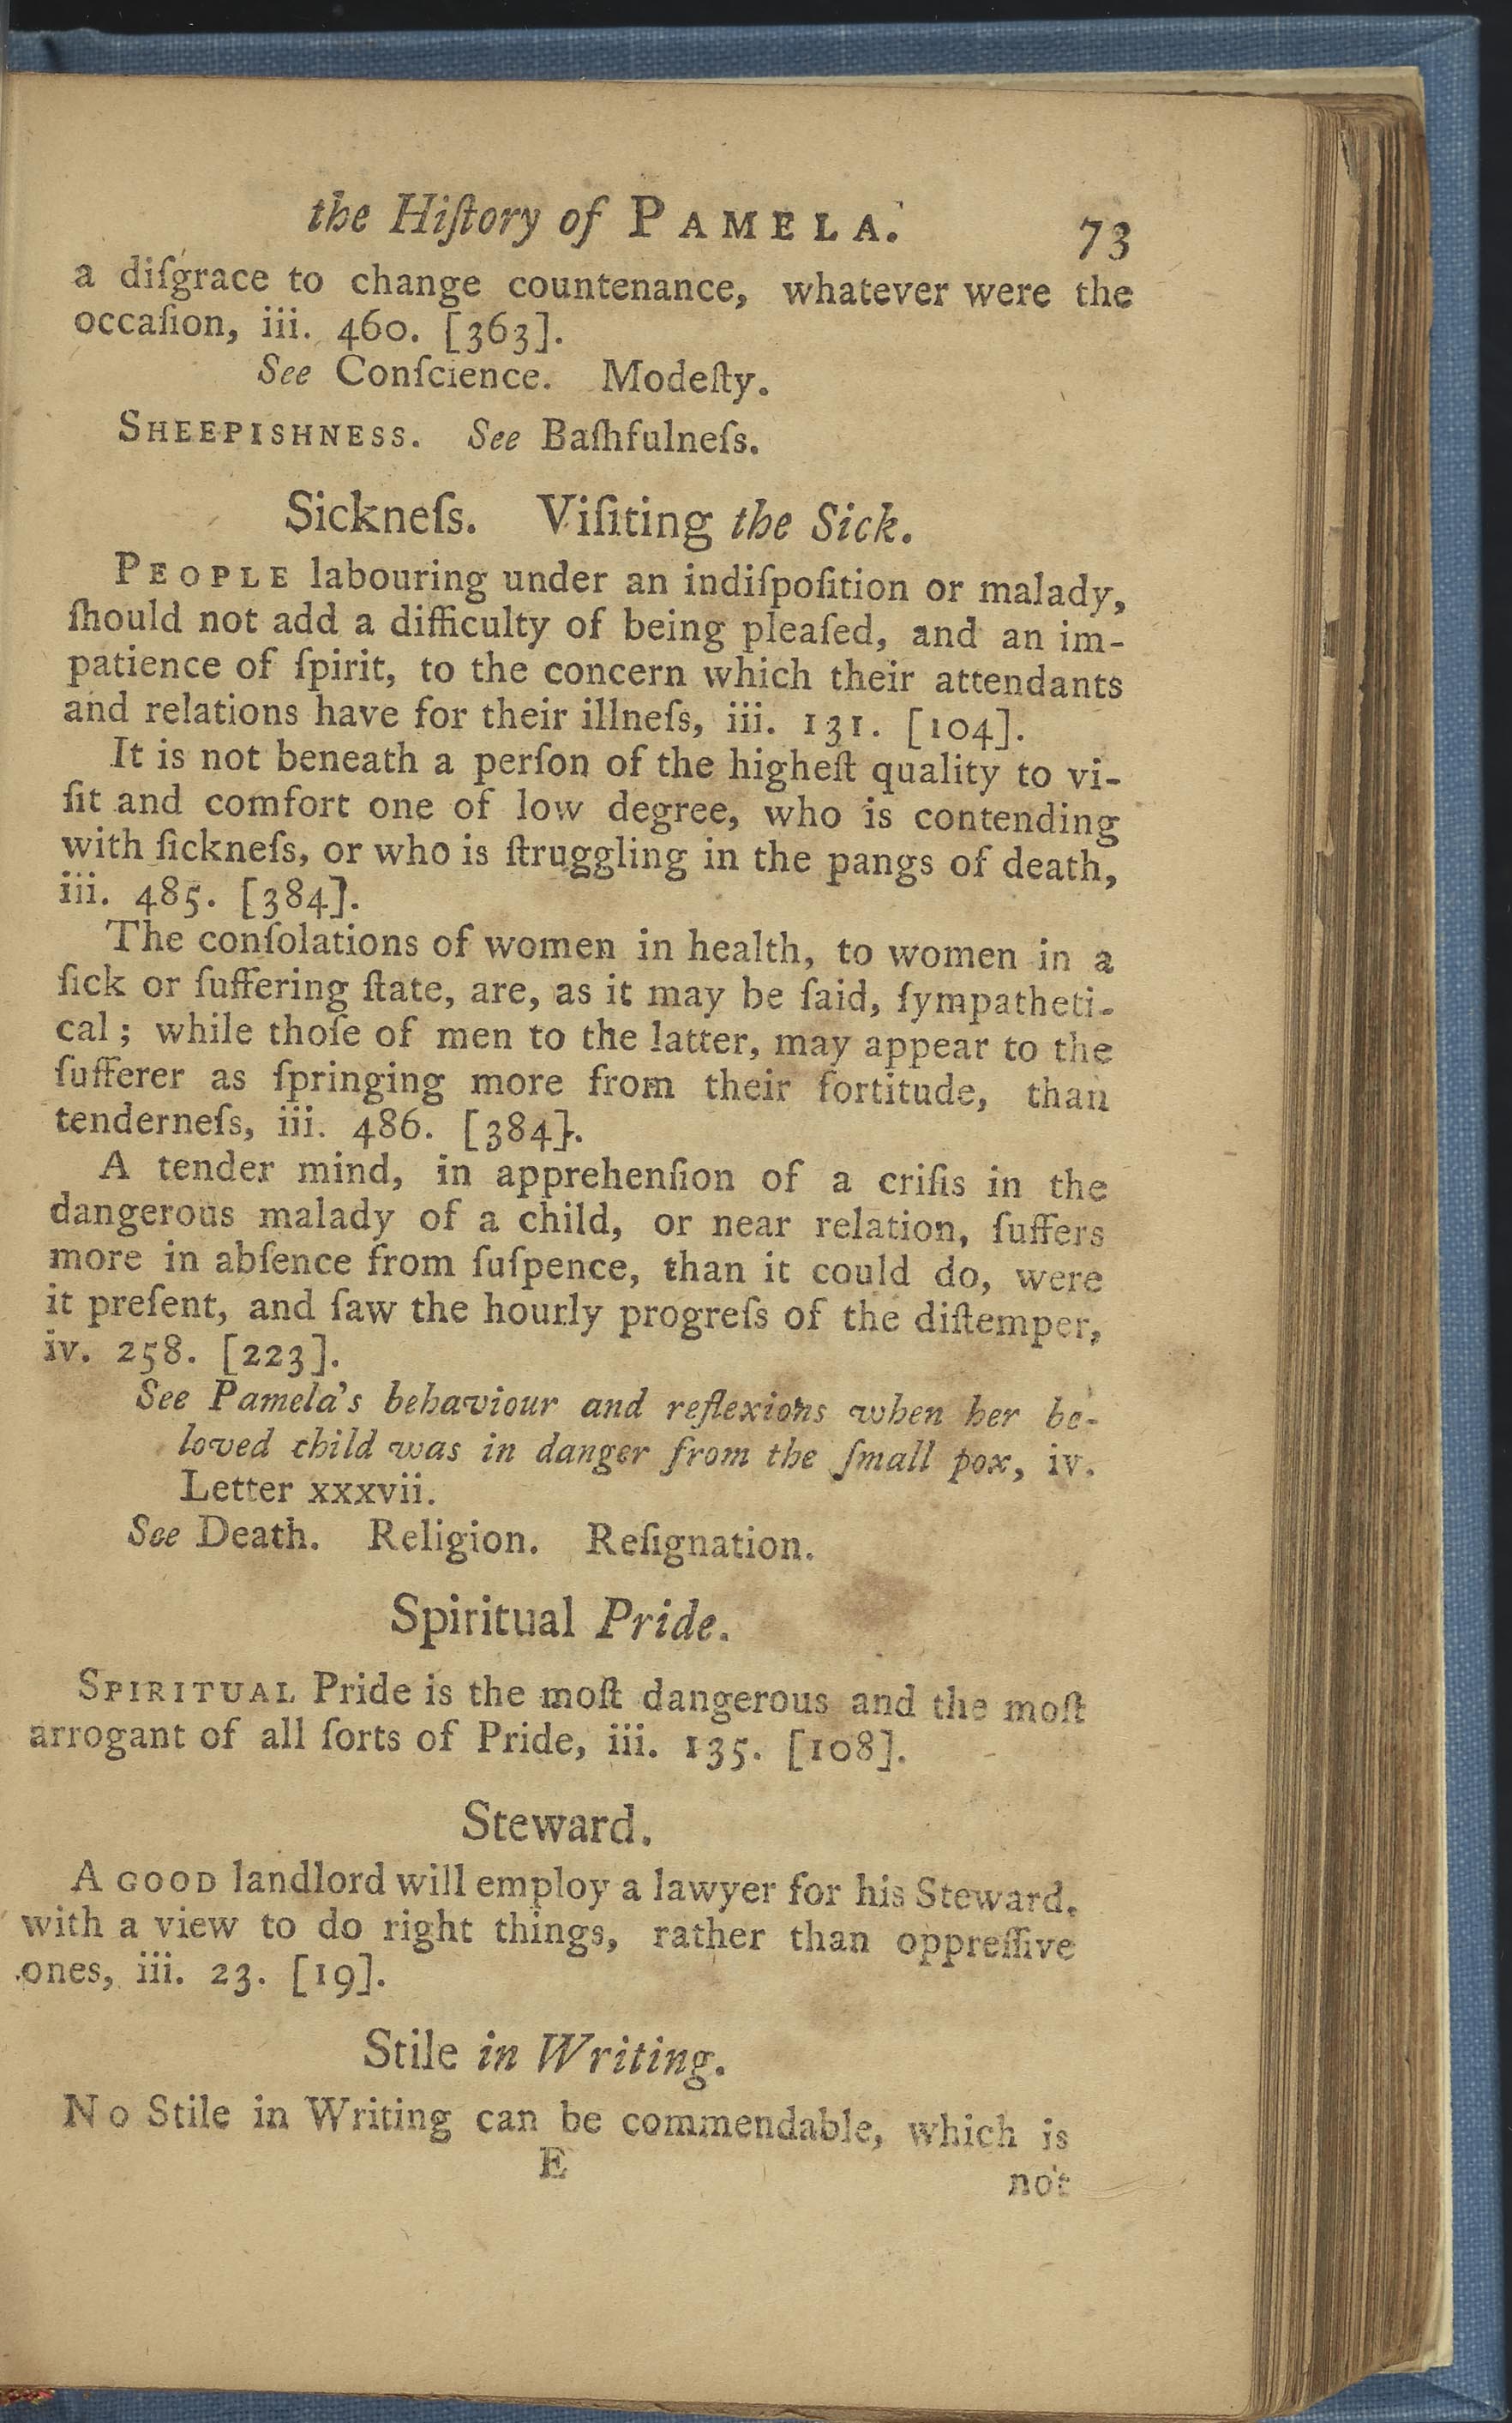 the Hiſtory of PAMELA. 73
a diſgrace to change countenance, whatever were the
occaſion, iii. 460. [363].
See Conſcience. Modeſty.
SHEEPISHNESS. See Baſhfulneſs.
Sickneſs. Viſiting the Sick.
PEOPLE labouring under an indiſpoſition or malady,
ſhould not add a difficulty of being pleaſed, and an im-
patience of ſpirit, to the concern which their attendants
and relations have for their illneſs, iii. 131. [104].
It is not beneath a perſon of the higheſt quality to vi-
ſit and comfort one of low degree, who is contending
with ſickneſs, or who is ſtruggling in the pangs of death,
iii. 485. [384].
The conſolations of women in health, to women in a
ſick or ſuffering ſtate, are, as it may be ſaid, ſympatheti-
cal; while thoſe of men to the latter, may appear to the
ſufferer as ſpringing more from their fortitude, than
tenderneſs, iii. 486. [384].
A tender mind, in apprehenſion of a criſis in the
dangerous malady of a child, or near relation, ſuffers
more in abſence from ſuſpence, than it could do, were
it preſent, and ſaw the hourly progreſs of the diſtemper,
iv. 258. [223].
See Pamela's behaviour and reflexions when her be-
loved child was in danger from the ſmall pox, iv.
Letter xxxvii.
See Death. Religion. Reſignation.
Spiritual Pride.
SPIRITUAL Pride is the moſt dangerous and the moſt
arrogant of all ſorts of Pride, iii. 135. [108].
Steward.
A GOOD landlord will employ a lawyer for his Steward,
with a view to do right things, rather than oppreſſive
ones, iii. 23. [19].
Stile in Writing.
No Stile in Writing can be commendable, which is
E
not